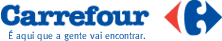 Carrefour
É aqui que a gente vai encontrar.